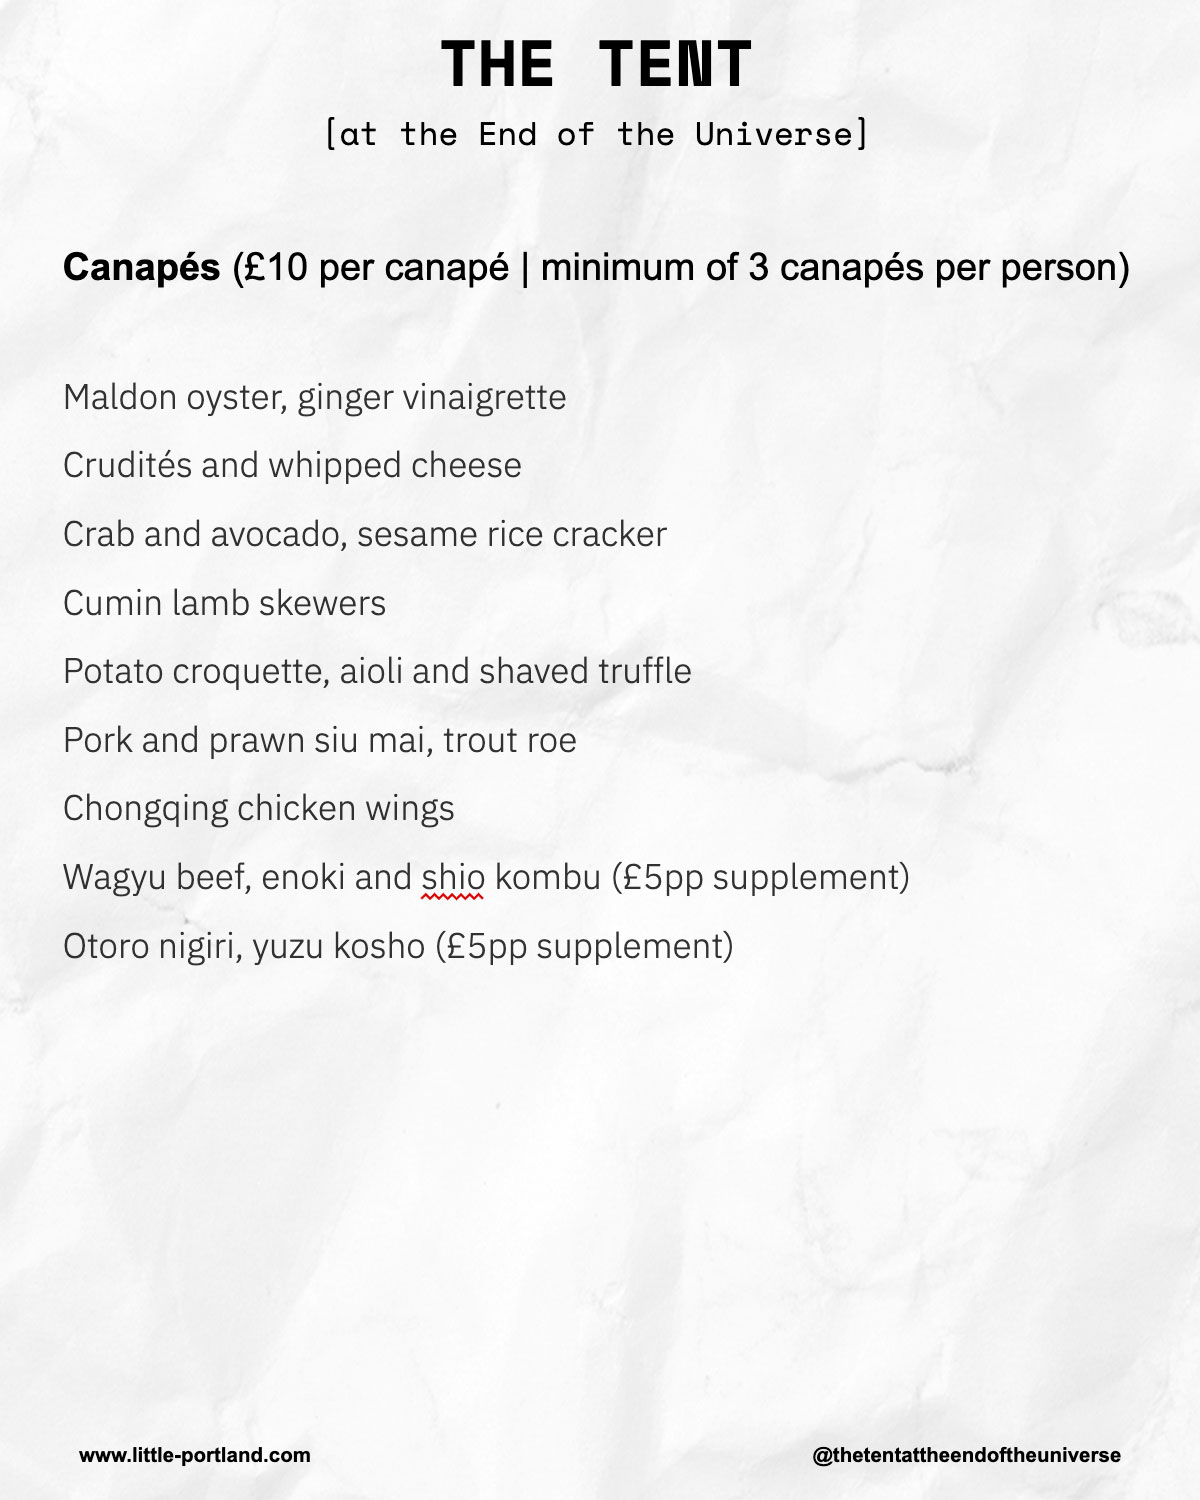 THE TENT
[at the End of the Universe]
Canapés (£10 per canapé | minimum of 3 canapés per person)
Maldon oyster, ginger vinaigrette
Crudités and whipped cheese
Crab and avocado, sesame rice cracker
Cumin lamb skewers
Potato croquette, aioli and shaved truffle
Pork and prawn siu mai, trout roe
Chongqing chicken wings
Wagyu beef, enoki and shio kombu (£5pp supplement)
Otoro nigiri, yuzu kosho (£5pp supplement)
www.little-portland.com
@thetentattheendoftheuniverse